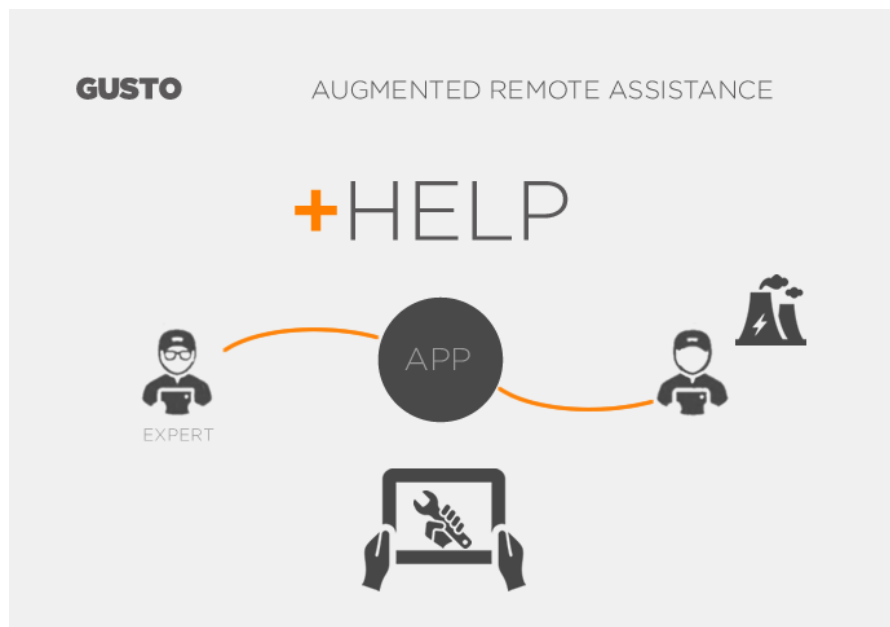 GUSTO
AUGMENTED REMOTE ASSISTANCE
+HELP
APP
EXPERT